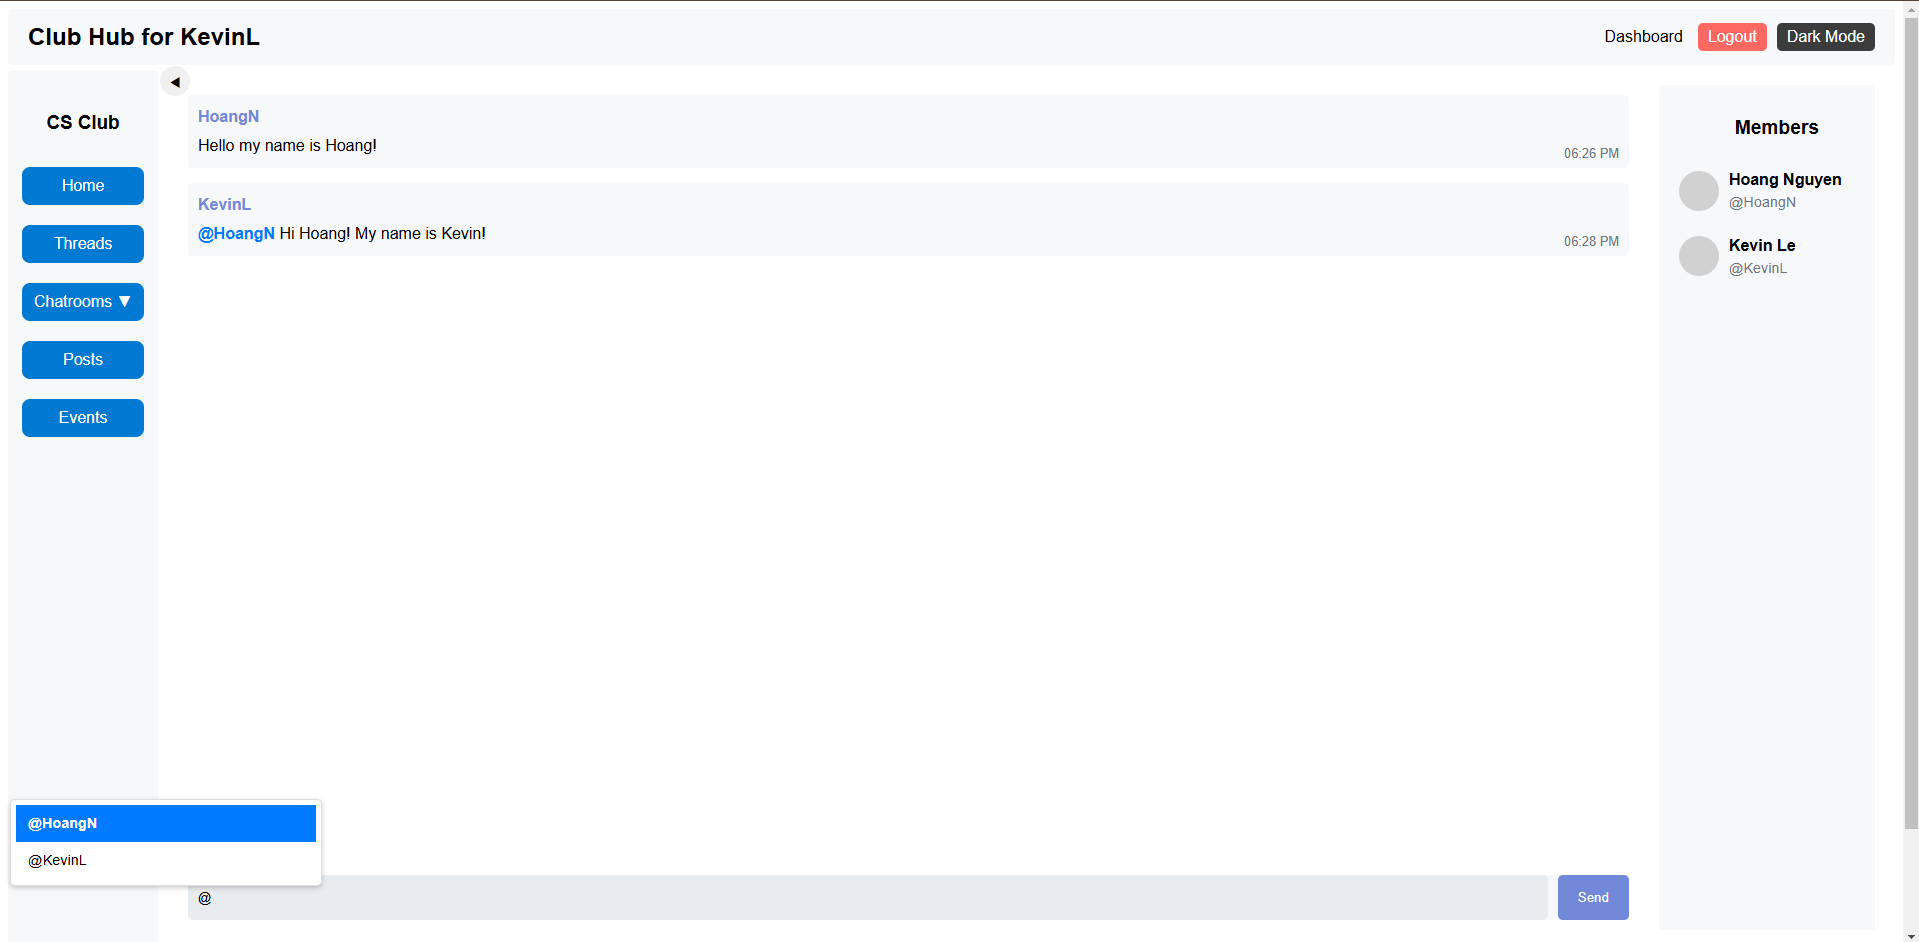 Club Hub for KevinL
Dashboard
Logout
Dark Mode
CS Club
Home
Threads
Chatrooms ▼
Posts
Events
HoangN
Hello my name is Hoang!
06:26 PM
KevinL
@HoangN Hi Hoang! My name is Kevin!
06:28 PM
Members
Hoang Nguyen
@HoangN
Kevin Le
@KevinL
@HoangN
@KevinL
@
Send